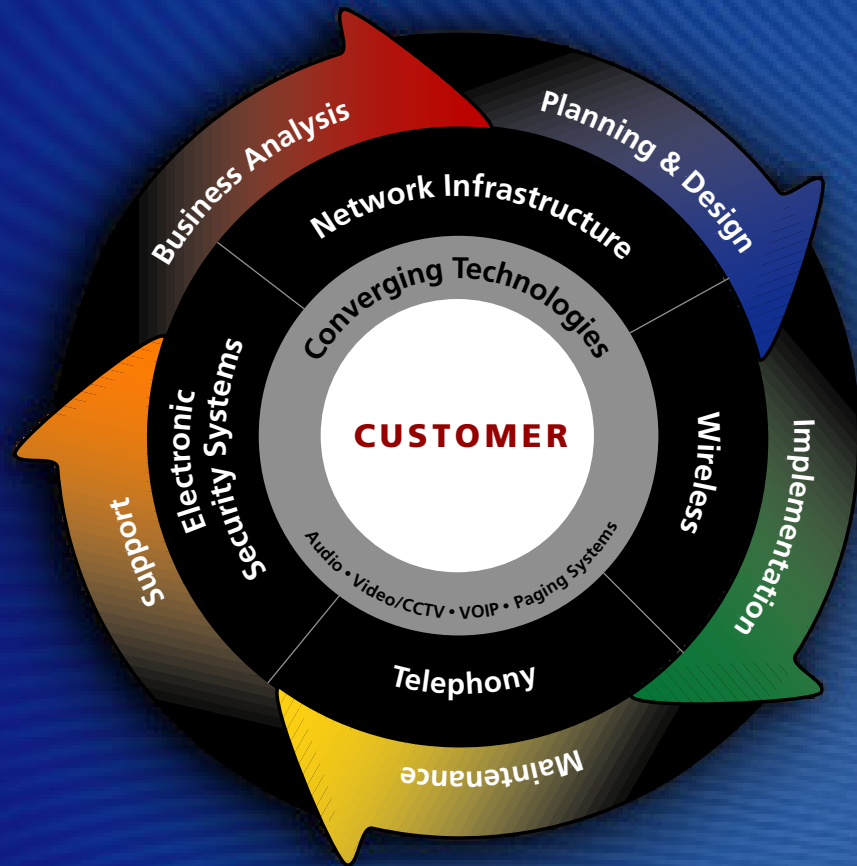 Business Analysis
Planning & Design
Implementation
Maintenance
Support
Network Infrastructure
Wireless
Telephony
Electronic
Security Systems
Converging Technologies
Audio • Video/CCTV • VOIP • Paging Systems
CUSTOMER